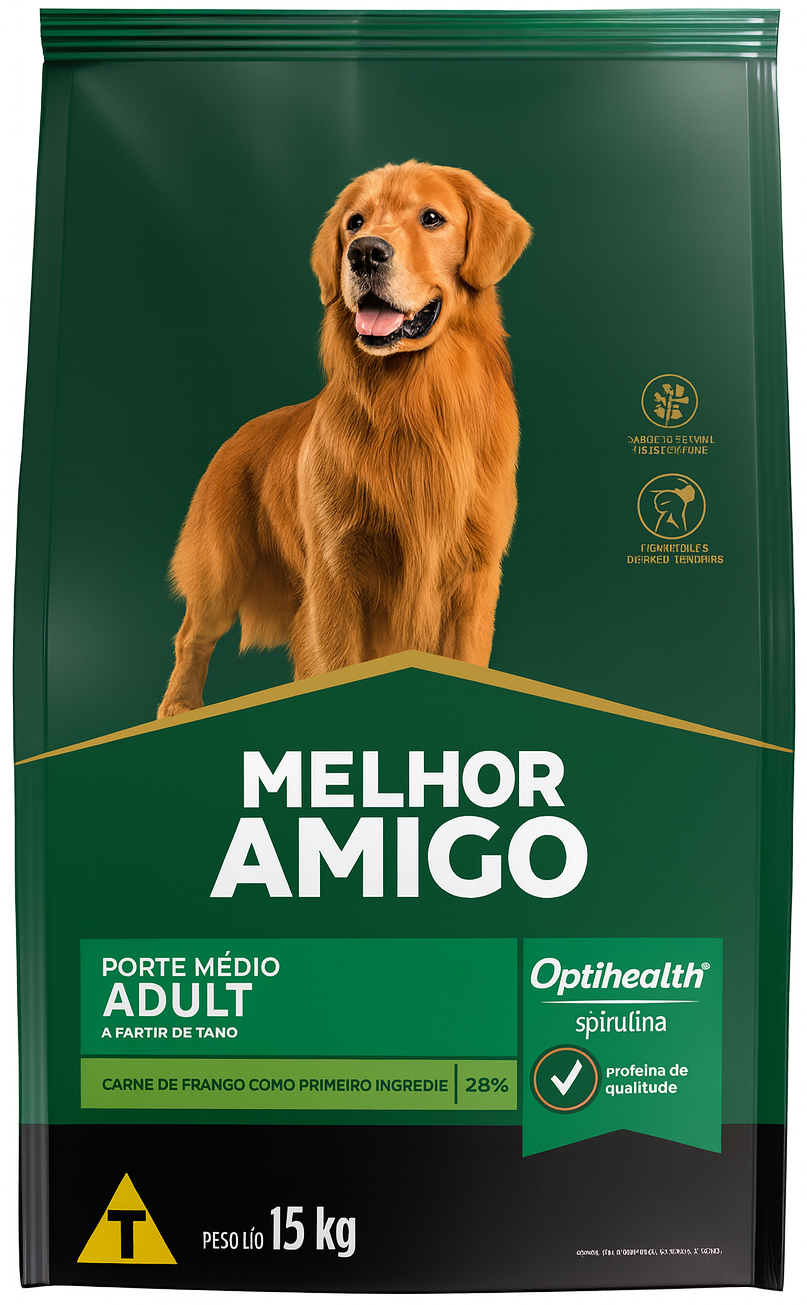 MELHOR
AMIGO
PORTE MÉDIO
ADULT
A FARTIR DE TANO
CARNE DE FRANGO COMO PRIMEIRO INGREDIE 28%
Optihealth®
spirulina
profeina de
qualitude
T
PESO LÍO 15 kg